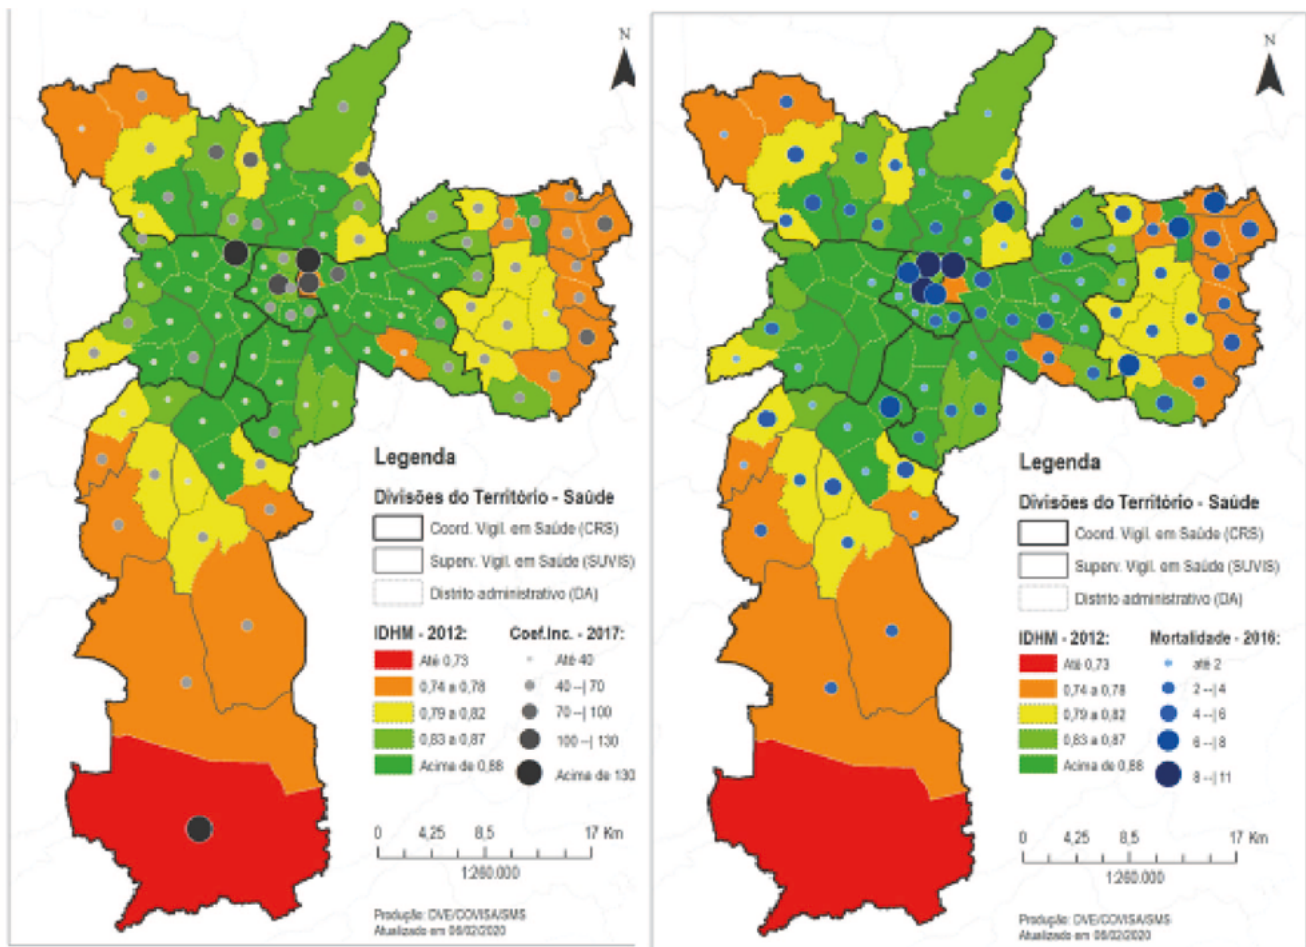 N
Legenda
Divisões do Território - Saúde
Coord. Vigil. em Saúde (CRS)
Superv. Vigil. em Saúde (SUVIS)
Distrito administrativo (DA)
IDHM - 2012:
Até 0,73
0,74 a 0,78
0,79 a 0,82
0,83 a 0,87
Acima de 0,88
Coef.Inc. - 2017:
Até 40
40 --| 70
70 --| 100
100 --| 130
Acima de 130
0 4,25 8,5 17 Km
1:260.000
Produção: DVE/COVISA/SMS
Atualizado em 06/02/2020
N
Legenda
Divisões do Território - Saúde
Coord. Vigil. em Saúde (CRS)
Superv. Vigil. em Saúde (SUVIS)
Distrito administrativo (DA)
IDHM - 2012:
Até 0,73
0,74 a 0,78
0,79 a 0,82
0,83 a 0,87
Acima de 0,88
Mortalidade - 2016:
até 2
2 --| 4
4 --| 6
6 --| 8
8 --| 11
0 4,25 8,5 17 Km
1:260.000
Produção: DVE/COVISA/SMS
Atualizado em 06/02/2020